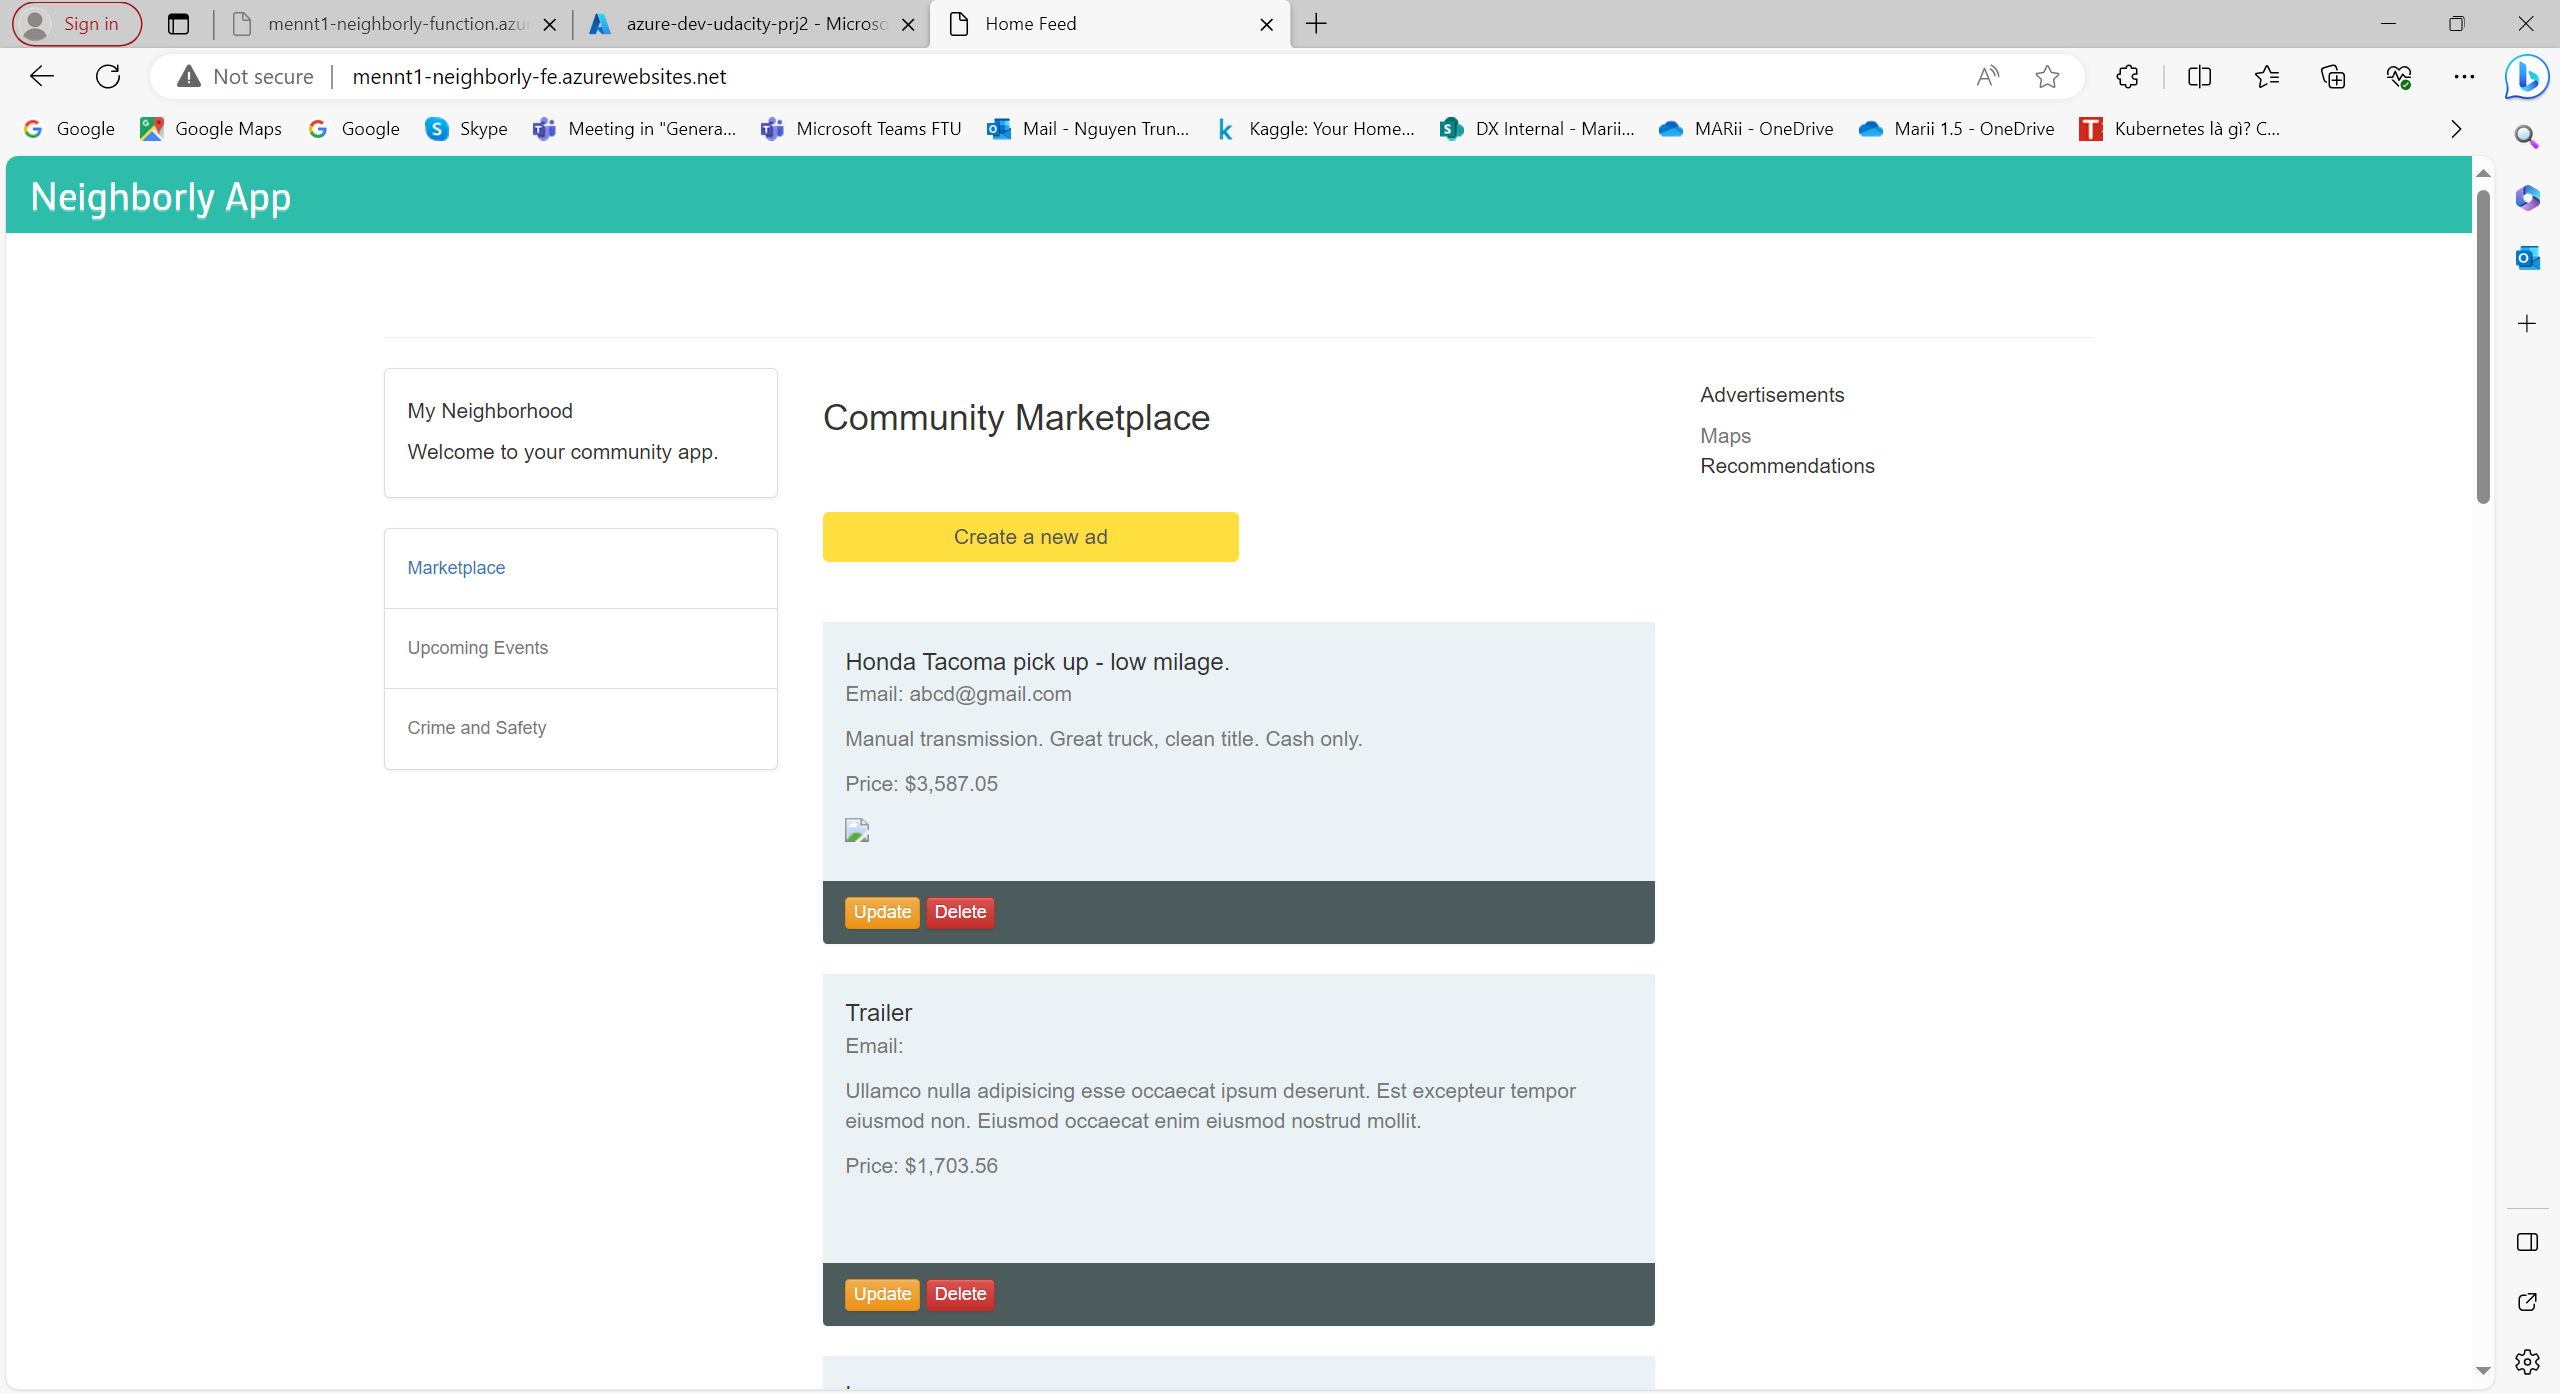 Sign in
mennt1-neighborly-function.azu
azure-dev-udacity-prj2 - Microso
Home Feed
Not secure
mennt1-neighborly-fe.azurewebsites.net
Google
Google Maps
Google
Skype
Meeting in "Genera...
Microsoft Teams FTU
Mail - Nguyen Trun...
Kaggle: Your Home...
DX Internal - Marii...
MARii - OneDrive
Marii 1.5 - OneDrive
Kubernetes là gì? C...
Neighborly App
My Neighborhood
Welcome to your community app.
Marketplace
Upcoming Events
Crime and Safety
Community Marketplace
Create a new ad
Honda Tacoma pick up - low milage.
Email: abcd@gmail.com
Manual transmission. Great truck, clean title. Cash only.
Price: $3,587.05
Update Delete
Trailer
Email:
Ullamco nulla adipisicing esse occaecat ipsum deserunt. Est excepteur tempor
eiusmod non. Eiusmod occaecat enim eiusmod nostrud mollit.
Price: $1,703.56
Update Delete
Advertisements
Maps
Recommendations